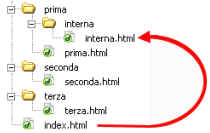 prima
interna
interna.html
prima.html
seconda
seconda.html
terza
terza.html
index.html